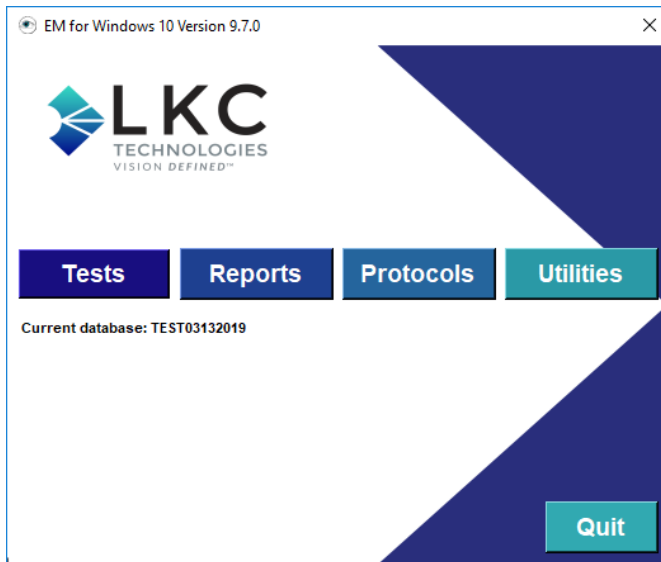 EM for Windows 10 Version 9.7.0
LKC
TECHNOLOGIES
VISION DEFINED™
Tests
Reports
Protocols
Utilities
Current database: TEST03132019
Quit